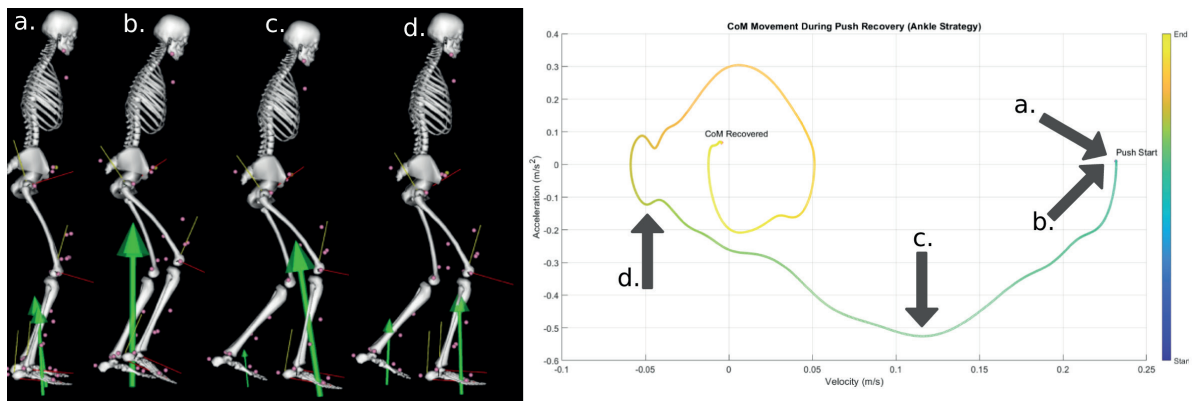 a.
b.
c.
d.
CoM Movement During Push Recovery (Ankle Strategy)
0.4
0.3
0.2
0.1
0
-0.1
-0.2
-0.3
-0.4
-0.5
-0.6
Acceleration (m/s²)
-0.1
-0.05
0
0.05
0.1
0.15
0.2
0.25
Velocity (m/s)
a.
Push Start
b.
c.
d.
CoM Recovered
End
Start